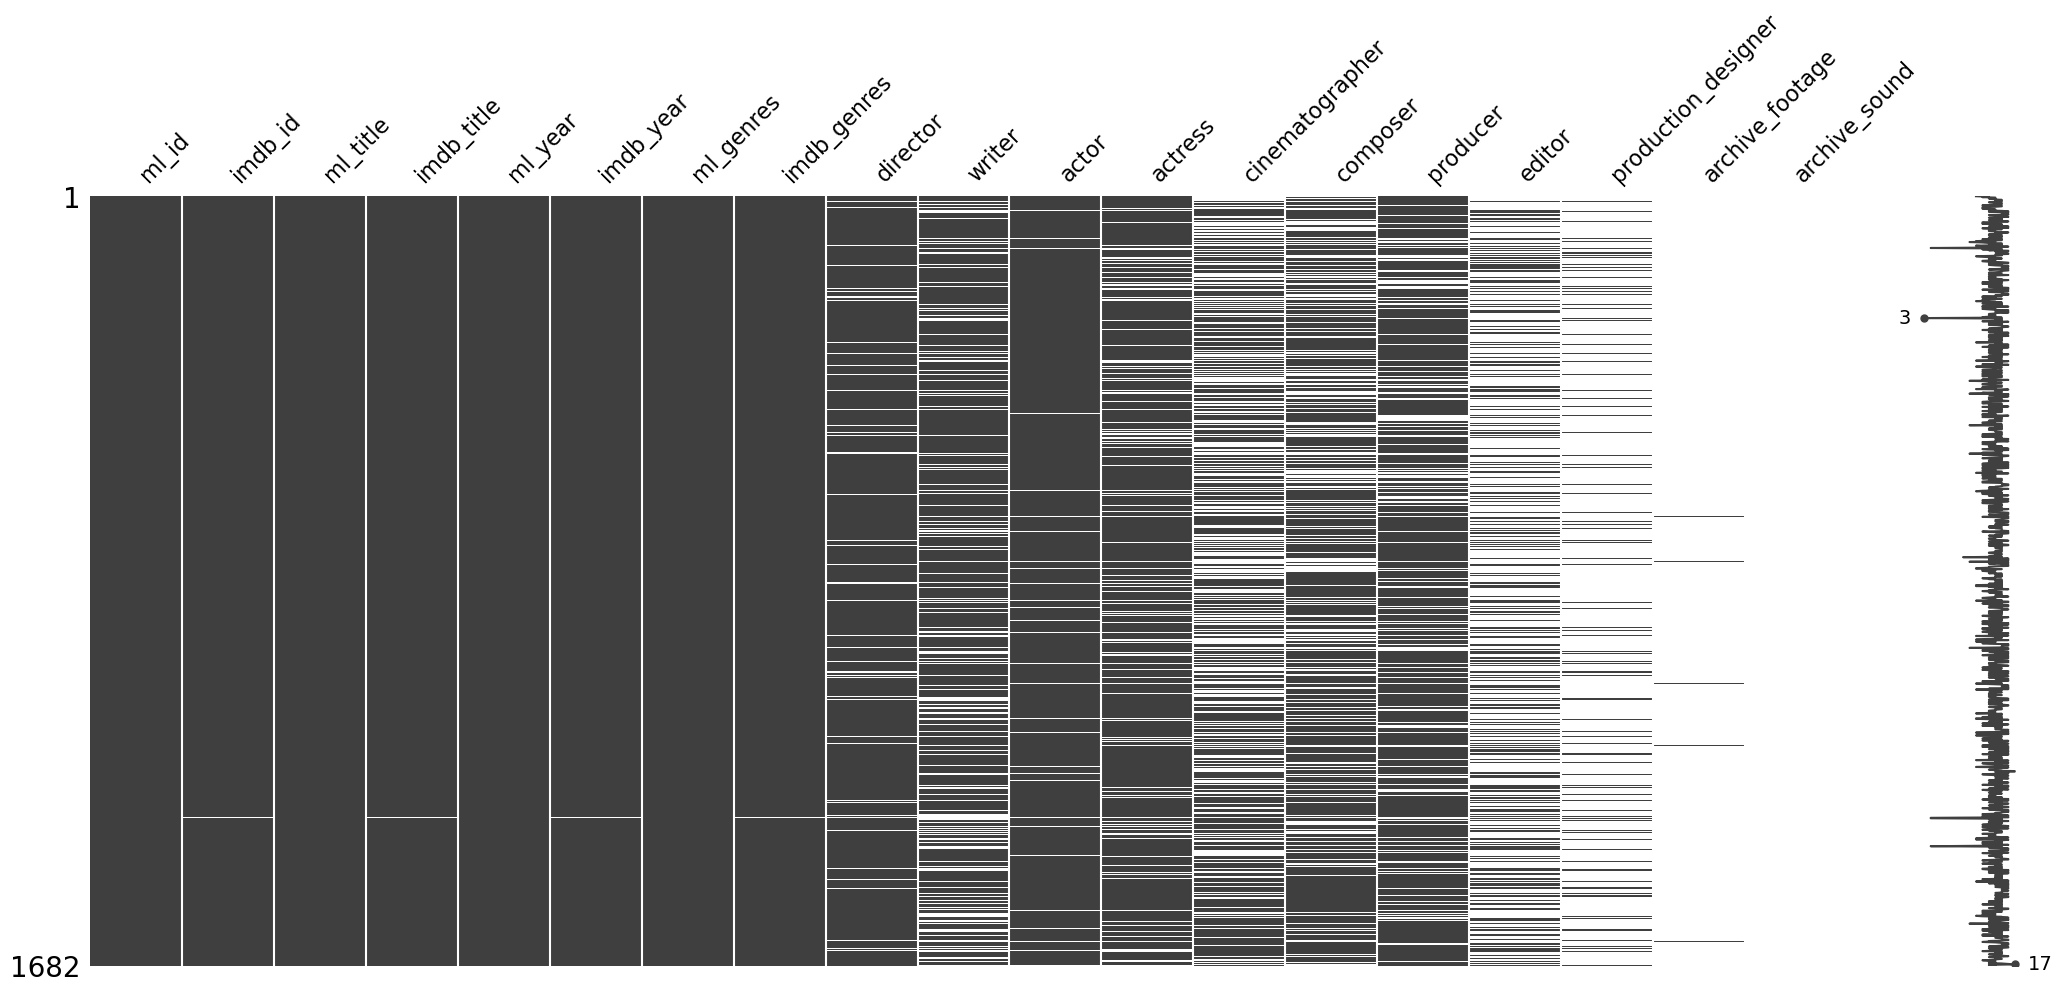 ml_id
imdb_id
ml_title
imdb_title
ml_year
imdb_year
ml_genres
imdb_genres
director
writer
actor
actress
cinematographer
composer
producer
editor
production_designer
archive_footage
archive_sound
1
3
1682
17